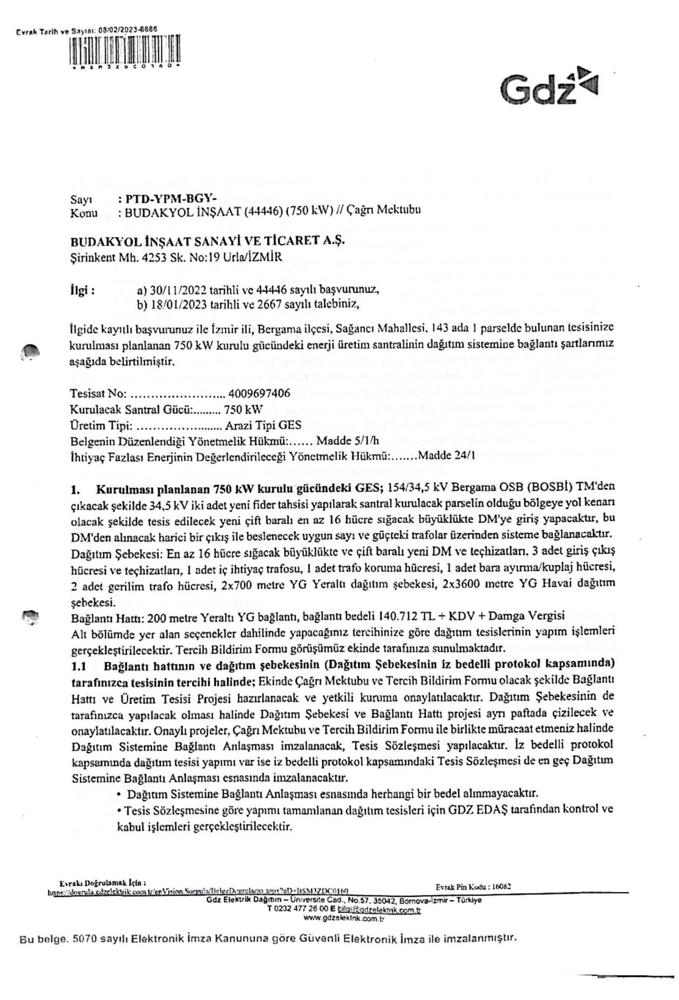 Evrak Tarih ve Sayısı: 08/02/2023-8886
*BSM3ZDC0160*
Gdz
Sayı : PTD-YPM-BGY-
Konu : BUDAKYOL İNŞAAT (44446) (750 kW) // Çağrı Mektubu
BUDAKYOL İNŞAAT SANAYİ VE TİCARET A.Ş.
Şirinkent Mh. 4253 Sk. No:19 Urla/İZMİR
İlgi : a) 30/11/2022 tarihli ve 44446 sayılı başvurunuz,
b) 18/01/2023 tarihli ve 2667 sayılı talebiniz,
İlgide kayıtlı başvurunuz ile İzmir ili, Bergama ilçesi, Sağancı Mahallesi, 143 ada 1 parselde bulunan tesisinize
kurulması planlanan 750 kW kurulu gücündeki enerji üretim santralinin dağıtım sistemine bağlantı şartlarımız
aşağıda belirtilmiştir.
Tesisat No: ........................ 4009697406
Kurulacak Santral Gücü:......... 750 kW
Üretim Tipi: ........................ Arazi Tipi GES
Belgenin Düzenlendiği Yönetmelik Hükmü:...... Madde 5/1/h
İhtiyaç Fazlası Enerjinin Değerlendirileceği Yönetmelik Hükmü:.......Madde 24/1
1. Kurulması planlanan 750 kW kurulu gücündeki GES; 154/34,5 kV Bergama OSB (BOSBİ) TM'den
çıkacak şekilde 34,5 kV iki adet yeni fider tahsisi yapılarak santral kurulacak parselin olduğu bölgeye yol kenarı
olacak şekilde tesis edilecek yeni çift baralı en az 16 hücre sığacak büyüklükte DM'ye giriş yapacaktır, bu
DM'den alınacak harici bir çıkış ile beslenecek uygun sayı ve güçteki trafolar üzerinden sisteme bağlanacaktır.
Dağıtım Şebekesi: En az 16 hücre sığacak büyüklükte ve çift baralı yeni DM ve teçhizatları, 3 adet giriş çıkış
hücresi ve teçhizatları, 1 adet iç ihtiyaç trafosu, 1 adet trafo koruma hücresi, 1 adet bara ayırma/kuplaj hücresi,
2 adet gerilim trafo hücresi, 2x700 metre YG Yeraltı dağıtım şebekesi, 2x3600 metre YG Havai dağıtım
şebekesi.
Bağlantı Hattı: 200 metre Yeraltı YG bağlantı, bağlantı bedeli 140.712 TL + KDV + Damga Vergisi
Alt bölümde yer alan seçenekler dahilinde yapacağınız tercihinize göre dağıtım tesislerinin yapım işlemleri
gerçekleştirilecektir. Tercih Bildirim Formu görüşümüz ekinde tarafınıza sunulmaktadır.
1.1 Bağlantı hattının ve dağıtım şebekesinin (Dağıtım Şebekesinin iz bedelli protokol kapsamında)
tarafınızca tesisinin tercihi halinde; Ekinde Çağrı Mektubu ve Tercih Bildirim Formu olacak şekilde Bağlantı
Hattı ve Üretim Tesisi Projesi hazırlanacak ve yetkili kuruma onaylatılacaktır. Dağıtım Şebekesinin de
tarafınızca yapılacak olması halinde Dağıtım Şebekesi ve Bağlantı Hattı projesi ayrı paftada çizilecek ve
onaylatılacaktır. Onaylı projeler, Çağrı Mektubu ve Tercih Bildirim Formu ile birlikte müracaat etmeniz halinde
Dağıtım Sistemine Bağlantı Anlaşması imzalanacak, Tesis Sözleşmesi yapılacaktır. İz bedelli protokol
kapsamında dağıtım tesisi yapımı var ise iz bedelli protokol kapsamındaki Tesis Sözleşmesi de en geç Dağıtım
Sistemine Bağlantı Anlaşması esnasında imzalanacaktır.
• Dağıtım Sistemine Bağlantı Anlaşması esnasında herhangi bir bedel alınmayacaktır.
• Tesis Sözleşmesine göre yapımı tamamlanan dağıtım tesisleri için GDZ EDAŞ tarafından kontrol ve
kabul işlemleri gerçekleştirilecektir.
Evrakı Doğrulamak İçin :
https://dogrula.gdzelektrik.com.tr/enVision.Sorgula/BelgeDogrulama.aspx?eD=BSM3ZDC0160
Evrak Pin Kodu : 16082
Gdz Elektrik Dağıtım – Üniversite Cad., No.57, 35042, Bornova-İzmir – Türkiye
T 0232 477 26 00 E bilgi@gdzelektrik.com.tr
www.gdzelektrik.com.tr
Bu belge, 5070 sayılı Elektronik İmza Kanununa göre Güvenli Elektronik İmza ile imzalanmıştır.